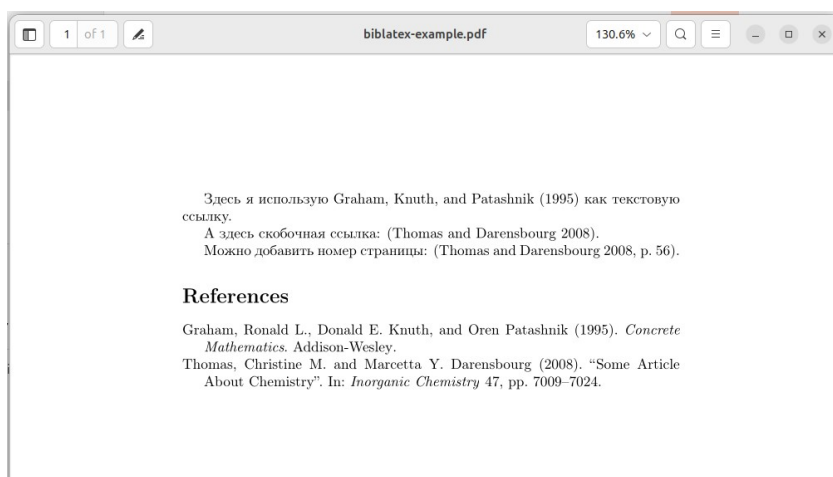 1 of 1
biblatex-example.pdf
130.6%
Здесь я использую Graham, Knuth, and Patashnik (1995) как текстовую
ссылку.
А здесь скобочная ссылка: (Thomas and Darensbourg 2008).
Можно добавить номер страницы: (Thomas and Darensbourg 2008, p. 56).
References
Graham, Ronald L., Donald E. Knuth, and Oren Patashnik (1995). Concrete
Mathematics. Addison-Wesley.
Thomas, Christine M. and Marcetta Y. Darensbourg (2008). “Some Article
About Chemistry”. In: Inorganic Chemistry 47, pp. 7009–7024.